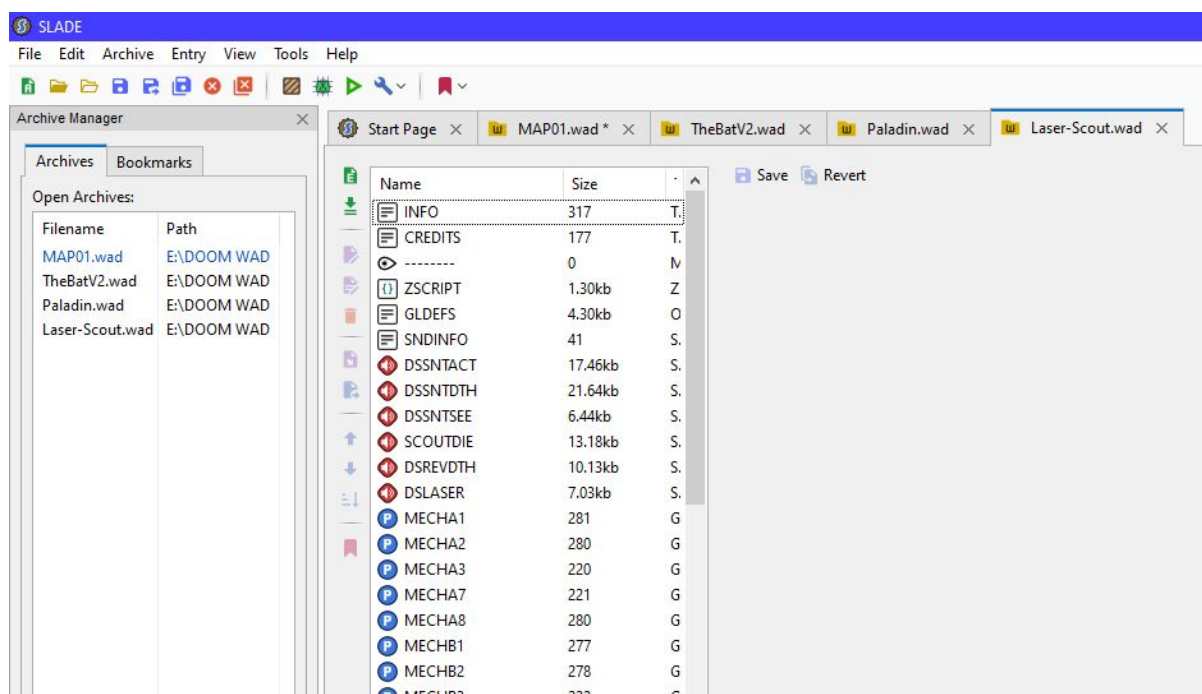 SLADE
File Edit Archive Entry View Tools Help
Archive Manager
Start Page MAP01.wad * TheBatV2.wad Paladin.wad Laser-Scout.wad
Archives Bookmarks
Open Archives:
Filename Path
MAP01.wad E:\DOOM WAD
TheBatV2.wad E:\DOOM WAD
Paladin.wad E:\DOOM WAD
Laser-Scout.wad E:\DOOM WAD
Save Revert
Name Size
INFO 317 T.
CREDITS 177 T.
-------- 0
ZSCRIPT 1.30kb Z
GLDEFS 4.30kb O
SNDINFO 41 S.
DSSNTACT 17.46kb S.
DSSNTDTH 21.64kb S.
DSSNTSEE 6.44kb S.
SCOUTDIE 13.18kb S.
DSREVDTH 10.13kb S.
DSLASER 7.03kb S.
MECHA1 281 G
MECHA2 280 G
MECHA3 220 G
MECHA7 221 G
MECHA8 280 G
MECHB1 277 G
MECHB2 278 G